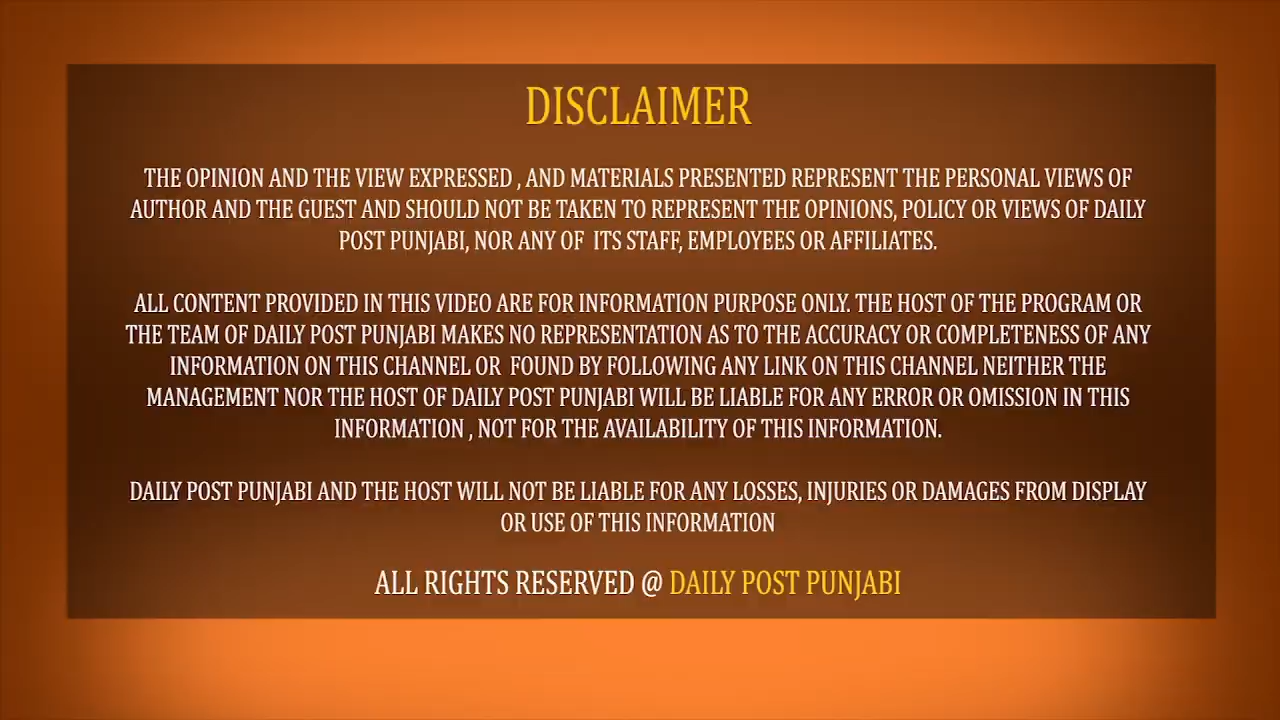 DISCLAIMER
THE OPINION AND THE VIEW EXPRESSED , AND MATERIALS PRESENTED REPRESENT THE PERSONAL VIEWS OF
AUTHOR AND THE GUEST AND SHOULD NOT BE TAKEN TO REPRESENT THE OPINIONS, POLICY OR VIEWS OF DAILY
POST PUNJABI, NOR ANY OF ITS STAFF, EMPLOYEES OR AFFILIATES.
ALL CONTENT PROVIDED IN THIS VIDEO ARE FOR INFORMATION PURPOSE ONLY. THE HOST OF THE PROGRAM OR
THE TEAM OF DAILY POST PUNJABI MAKES NO REPRESENTATION AS TO THE ACCURACY OR COMPLETENESS OF ANY
INFORMATION ON THIS CHANNEL OR FOUND BY FOLLOWING ANY LINK ON THIS CHANNEL NEITHER THE
MANAGEMENT NOR THE HOST OF DAILY POST PUNJABI WILL BE LIABLE FOR ANY ERROR OR OMISSION IN THIS
INFORMATION , NOT FOR THE AVAILABILITY OF THIS INFORMATION.
DAILY POST PUNJABI AND THE HOST WILL NOT BE LIABLE FOR ANY LOSSES, INJURIES OR DAMAGES FROM DISPLAY
OR USE OF THIS INFORMATION
ALL RIGHTS RESERVED @ DAILY POST PUNJABI